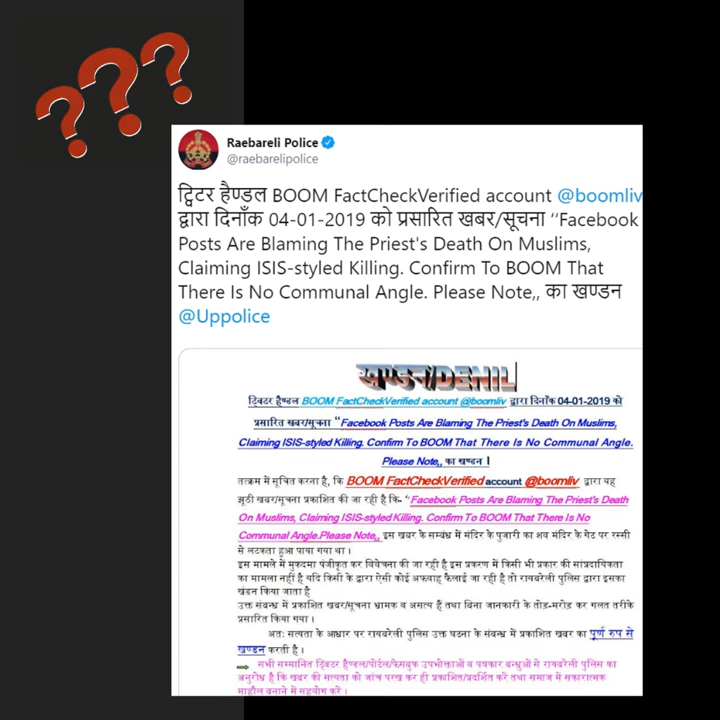 ???
Raebareli Police
@raebarelipolice
ट्विटर हैण्डल BOOM FactCheckVerified account @boomliv
द्वारा दिनाँक 04-01-2019 को प्रसारित खबर/सूचना ‘‘Facebook
Posts Are Blaming The Priest's Death On Muslims,
Claiming ISIS-styled Killing. Confirm To BOOM That
There Is No Communal Angle. Please Note,, का खण्डन
@Uppolice
खण्डन/DENIL
ट्विटर हैण्डल BOOM FactCheckVerified account @boomliv द्वारा दिनाँक 04-01-2019 को
प्रसारित खबर/सूचना “Facebook Posts Are Blaming The Priest's Death On Muslims,
Claiming ISIS-styled Killing. Confirm To BOOM That There Is No Communal Angle.
Please Note,, का खण्डन ।
तत्क्रम में सूचित करना है, कि BOOM FactCheckVerified account @boomliv द्वारा यह
झूठी खबर/सूचना प्रकाशित की जा रही है कि- “Facebook Posts Are Blaming The Priest's Death
On Muslims, Claiming ISIS-styled Killing. Confirm To BOOM That There Is No
Communal Angle.Please Note,, इस खबर के सम्बंध में मंदिर के पुजारी का शव मंदिर के गेट पर रस्सी
से लटकता हुआ पाया गया था ।
इस मामले में मुकदमा पंजीकृत कर विवेचना की जा रही है इस प्रकरण में किसी भी प्रकार की सांप्रदायिकता
का मामला नहीं है यदि किसी के द्वारा ऐसी कोई अफवाह फैलाई जा रही है तो रायबरेली पुलिस द्वारा इसका
खंडन किया जाता है
उक्त संबन्ध में प्रकाशित खबर/सूचना भ्रामक व असत्य हैं तथा बिना जानकारी के तोड़-मरोड़ कर गलत तरीके
प्रसारित किया गया ।
अतः सत्यता के आधार पर रायबरेली पुलिस उक्त घटना के संबन्ध में प्रकाशित खबर का पूर्ण रुप से
खण्डन करती है ।
सभी सम्मानित ट्विटर हैण्डल/पोर्टल/फेसबुक उपभोक्ताओं व पत्रकार बन्धुओं से रायबरेली पुलिस का
अनुरोध है कि खबर की सत्यता को जांच परख कर ही प्रकाशित/प्रदर्शित करें तथा समाज में सकारात्मक
माहौल बनाने में सहयोग करें ।